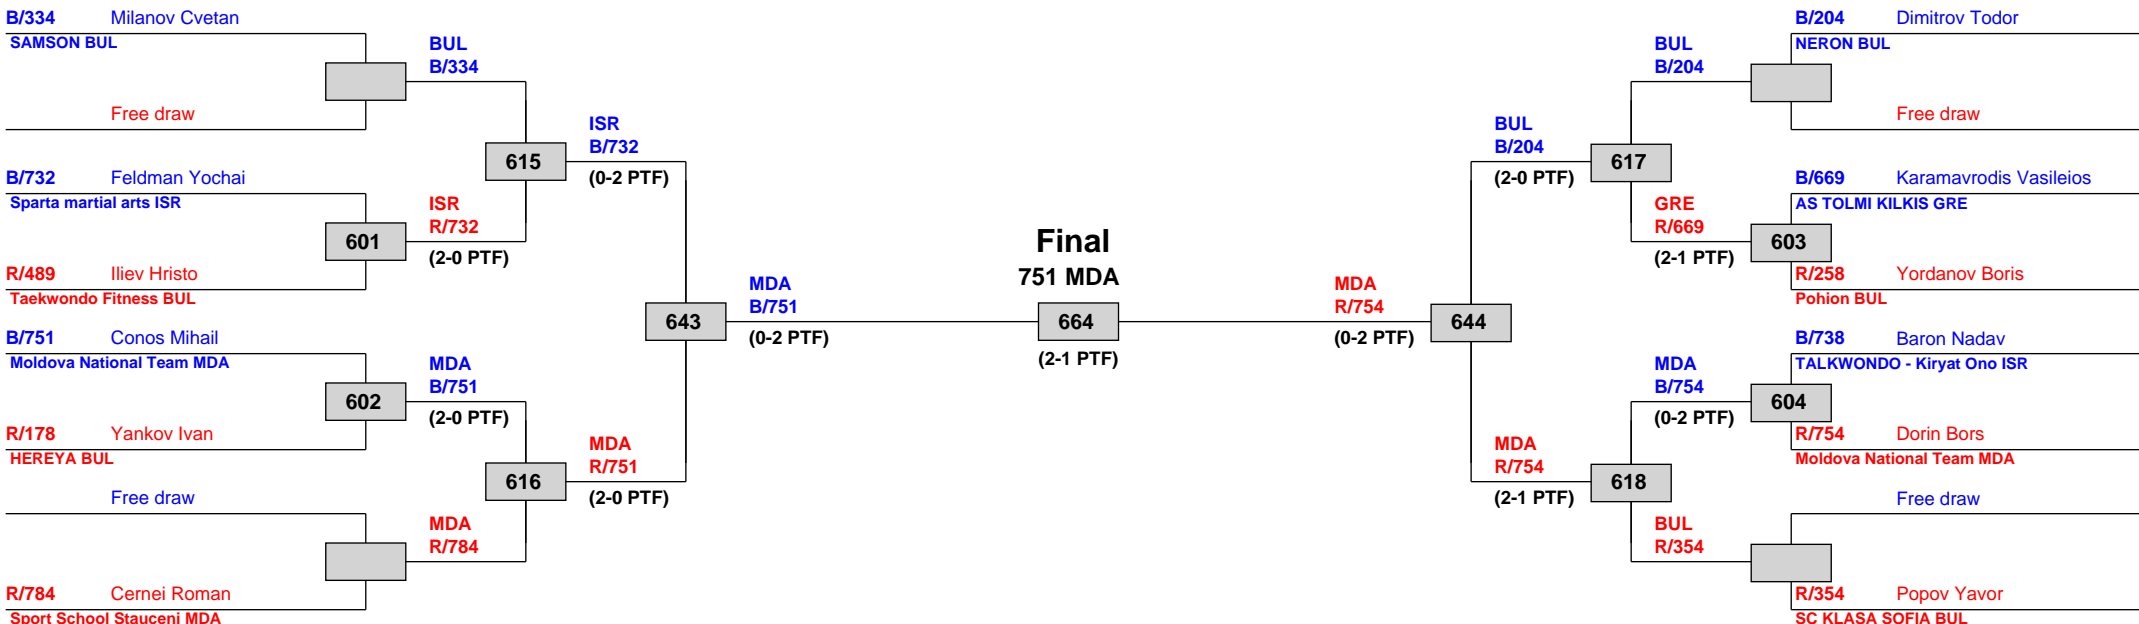 B/334 Milanov Cvetan
SAMSON BUL
Free draw
B/732 Feldman Yochai
Sparta martial arts ISR
R/489 Iliev Hristo
Taekwondo Fitness BUL
B/751 Conos Mihail
Moldova National Team MDA
R/178 Yankov Ivan
HEREYA BUL
Free draw
R/784 Cernei Roman
Sport School Stauceni MDA
BUL
B/334
601
ISR
R/732
(2-0 PTF)
602
MDA
B/751
(2-0 PTF)
MDA
R/784
615
ISR
B/732
(0-2 PTF)
616
MDA
R/751
(2-0 PTF)
643
MDA
B/751
(0-2 PTF)
Final
751 MDA
664
(2-1 PTF)
MDA
R/754
(0-2 PTF)
644
BUL
B/204
(2-0 PTF)
617
MDA
R/754
(2-1 PTF)
618
BUL
B/204
GRE
R/669
(2-1 PTF)
603
MDA
B/754
(0-2 PTF)
604
BUL
R/354
B/204 Dimitrov Todor
NERON BUL
Free draw
B/669 Karamavrodis Vasileios
AS TOLMI KILKIS GRE
R/258 Yordanov Boris
Pohion BUL
B/738 Baron Nadav
TALKWONDO - Kiryat Ono ISR
R/754 Dorin Bors
Moldova National Team MDA
Free draw
R/354 Popov Yavor
SC KLASA SOFIA BUL